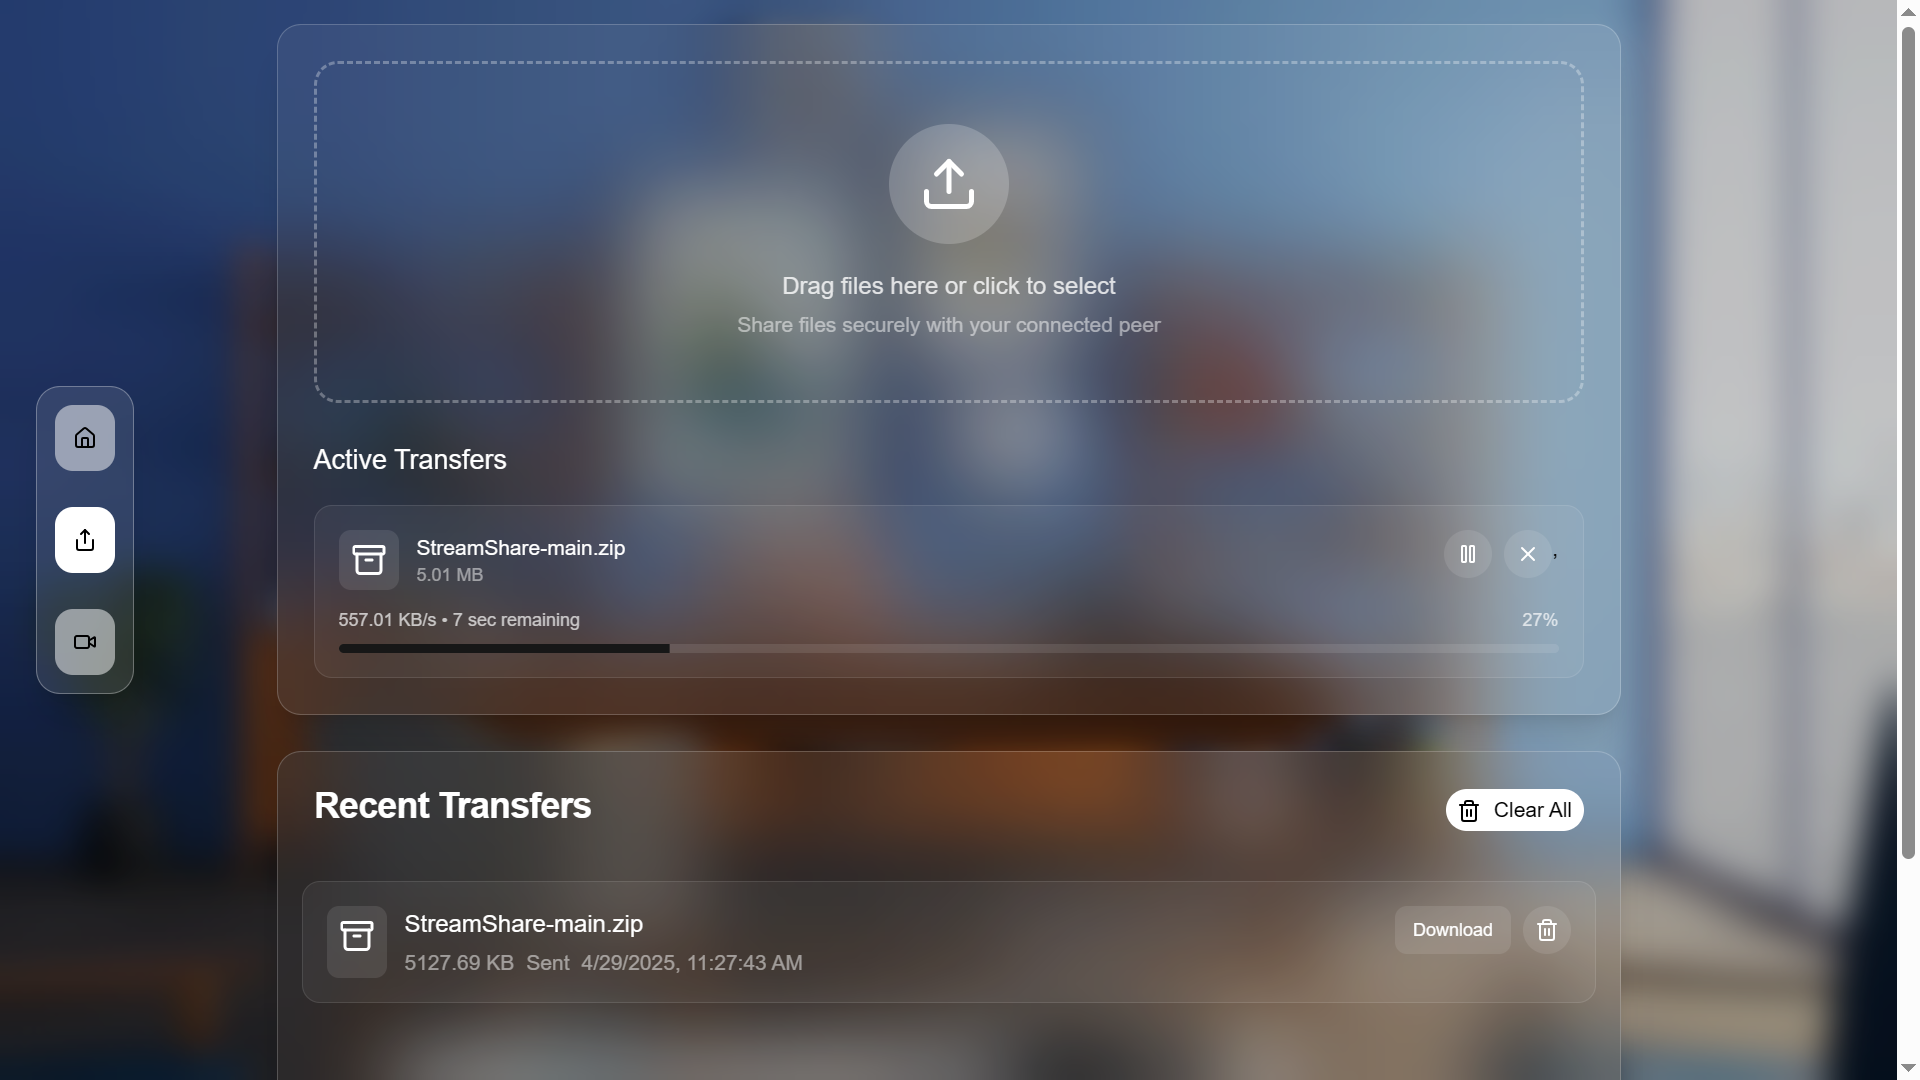 Drag files here or click to select
Share files securely with your connected peer
Active Transfers
StreamShare-main.zip
5.01 MB
,
557.01 KB/s • 7 sec remaining
27%
Recent Transfers
Clear All
StreamShare-main.zip
5127.69 KB Sent 4/29/2025, 11:27:43 AM
Download